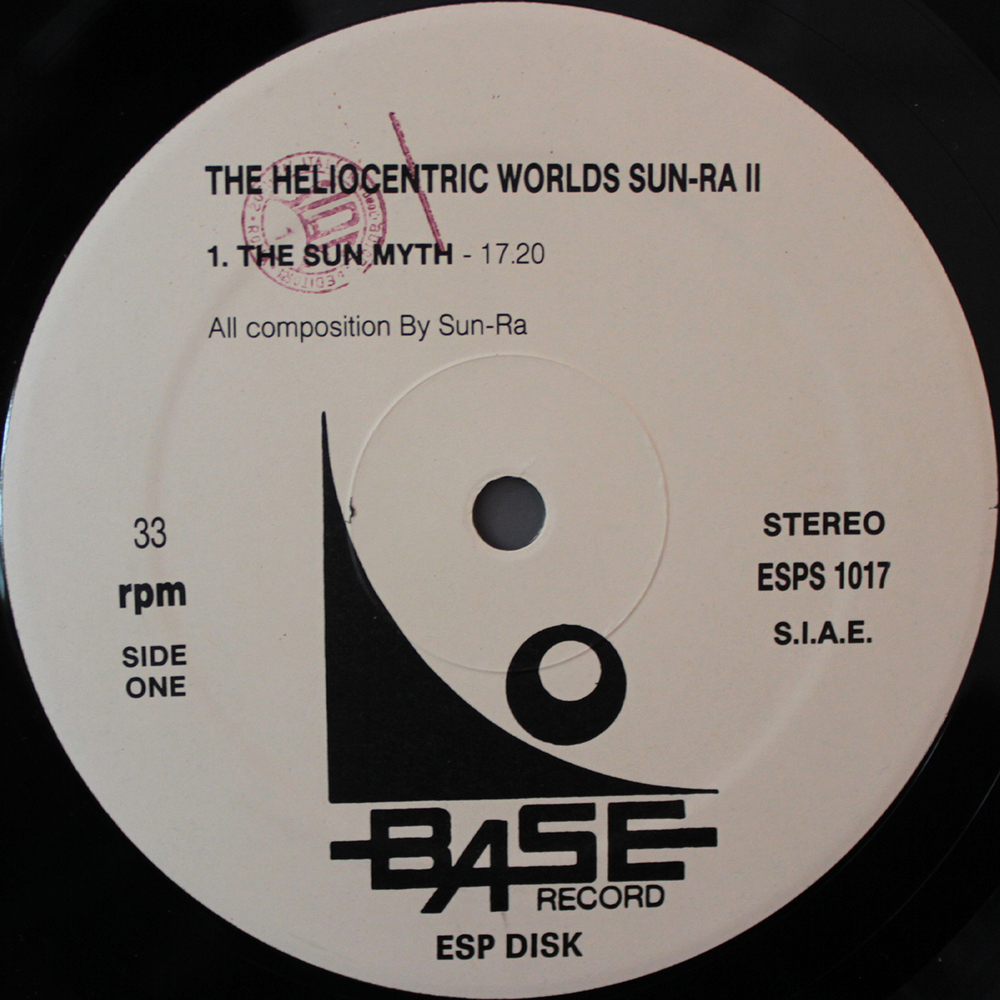 THE HELIOCENTRIC WORLDS SUN-RA II
1. THE SUN MYTH - 17.20
All composition By Sun-Ra
33
rpm
SIDE
ONE
STEREO
ESPS 1017
S.I.A.E.
BASE
RECORD
ESP DISK